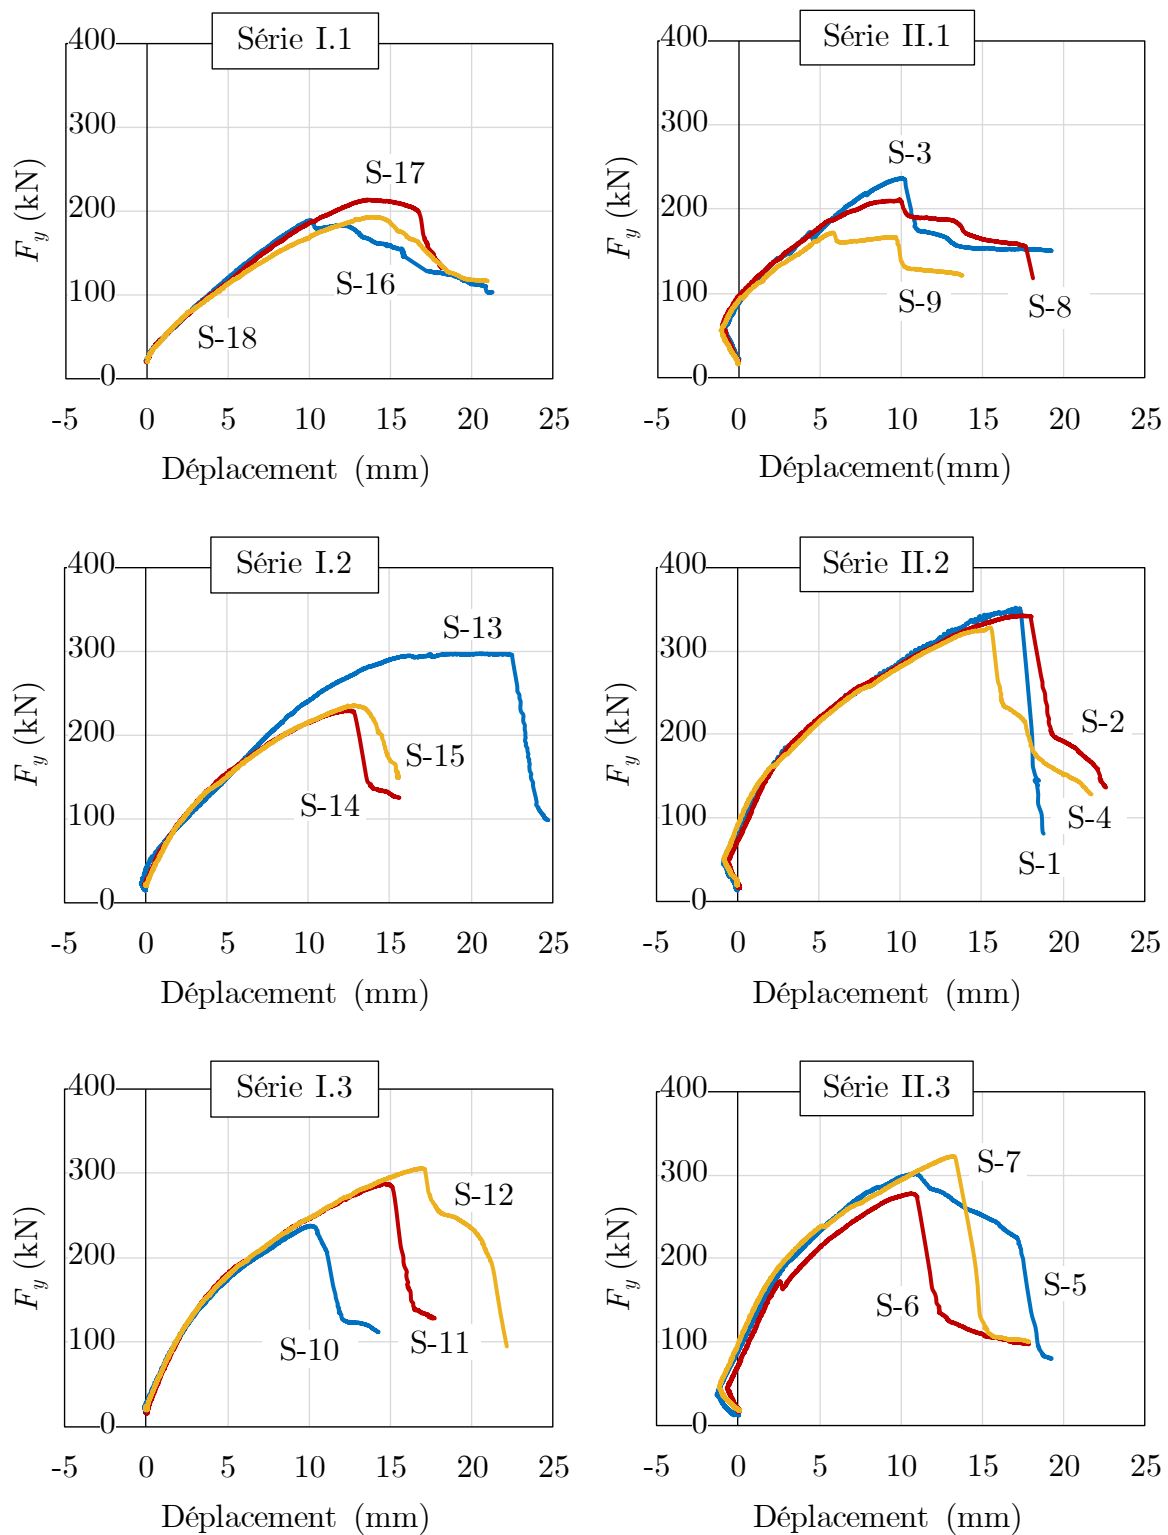 Série I.1
400
300
200
100
0
F_y (kN)
S-17
S-16
S-18
-5 0 5 10 15 20 25
Déplacement (mm)
Série II.1
400
300
200
100
0
F_y (kN)
S-3
S-9
S-8
-5 0 5 10 15 20 25
Déplacement(mm)
Série I.2
400
300
200
100
0
F_y (kN)
S-13
S-15
S-14
-5 0 5 10 15 20 25
Déplacement (mm)
Série II.2
400
300
200
100
0
F_y (kN)
S-2
S-4
S-1
-5 0 5 10 15 20 25
Déplacement (mm)
Série I.3
400
300
200
100
0
F_y (kN)
S-12
S-10
S-11
-5 0 5 10 15 20 25
Déplacement (mm)
Série II.3
400
300
200
100
0
F_y (kN)
S-7
S-5
S-6
-5 0 5 10 15 20 25
Déplacement (mm)